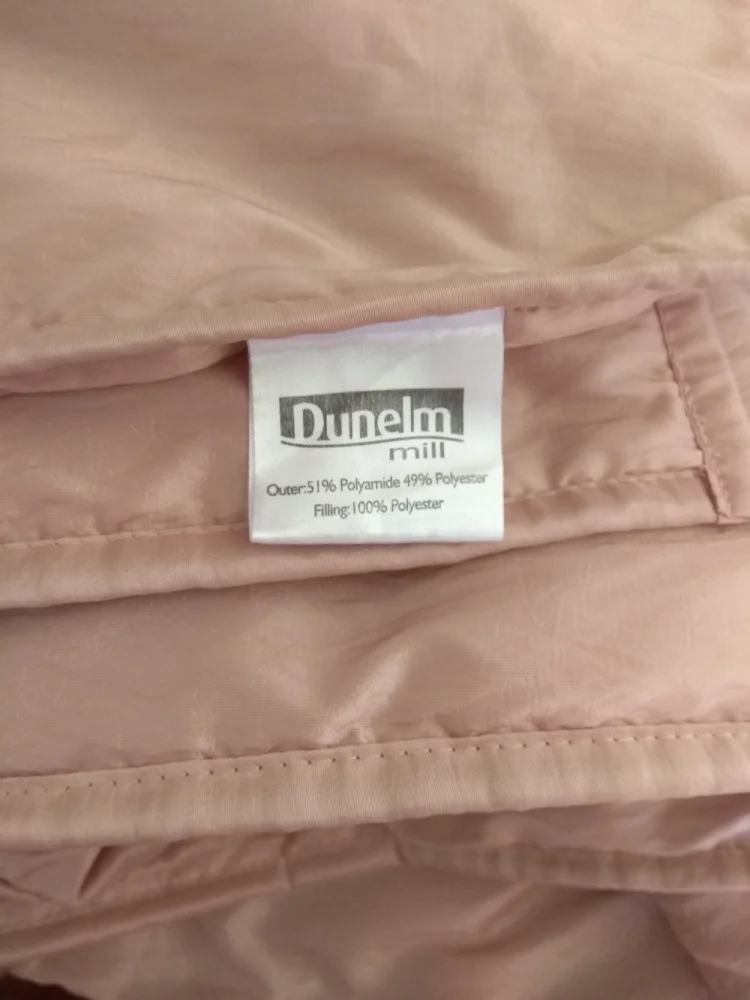 Dunelm
mill
Outer:51% Polyamide 49% Polyester
Filling:100% Polyester